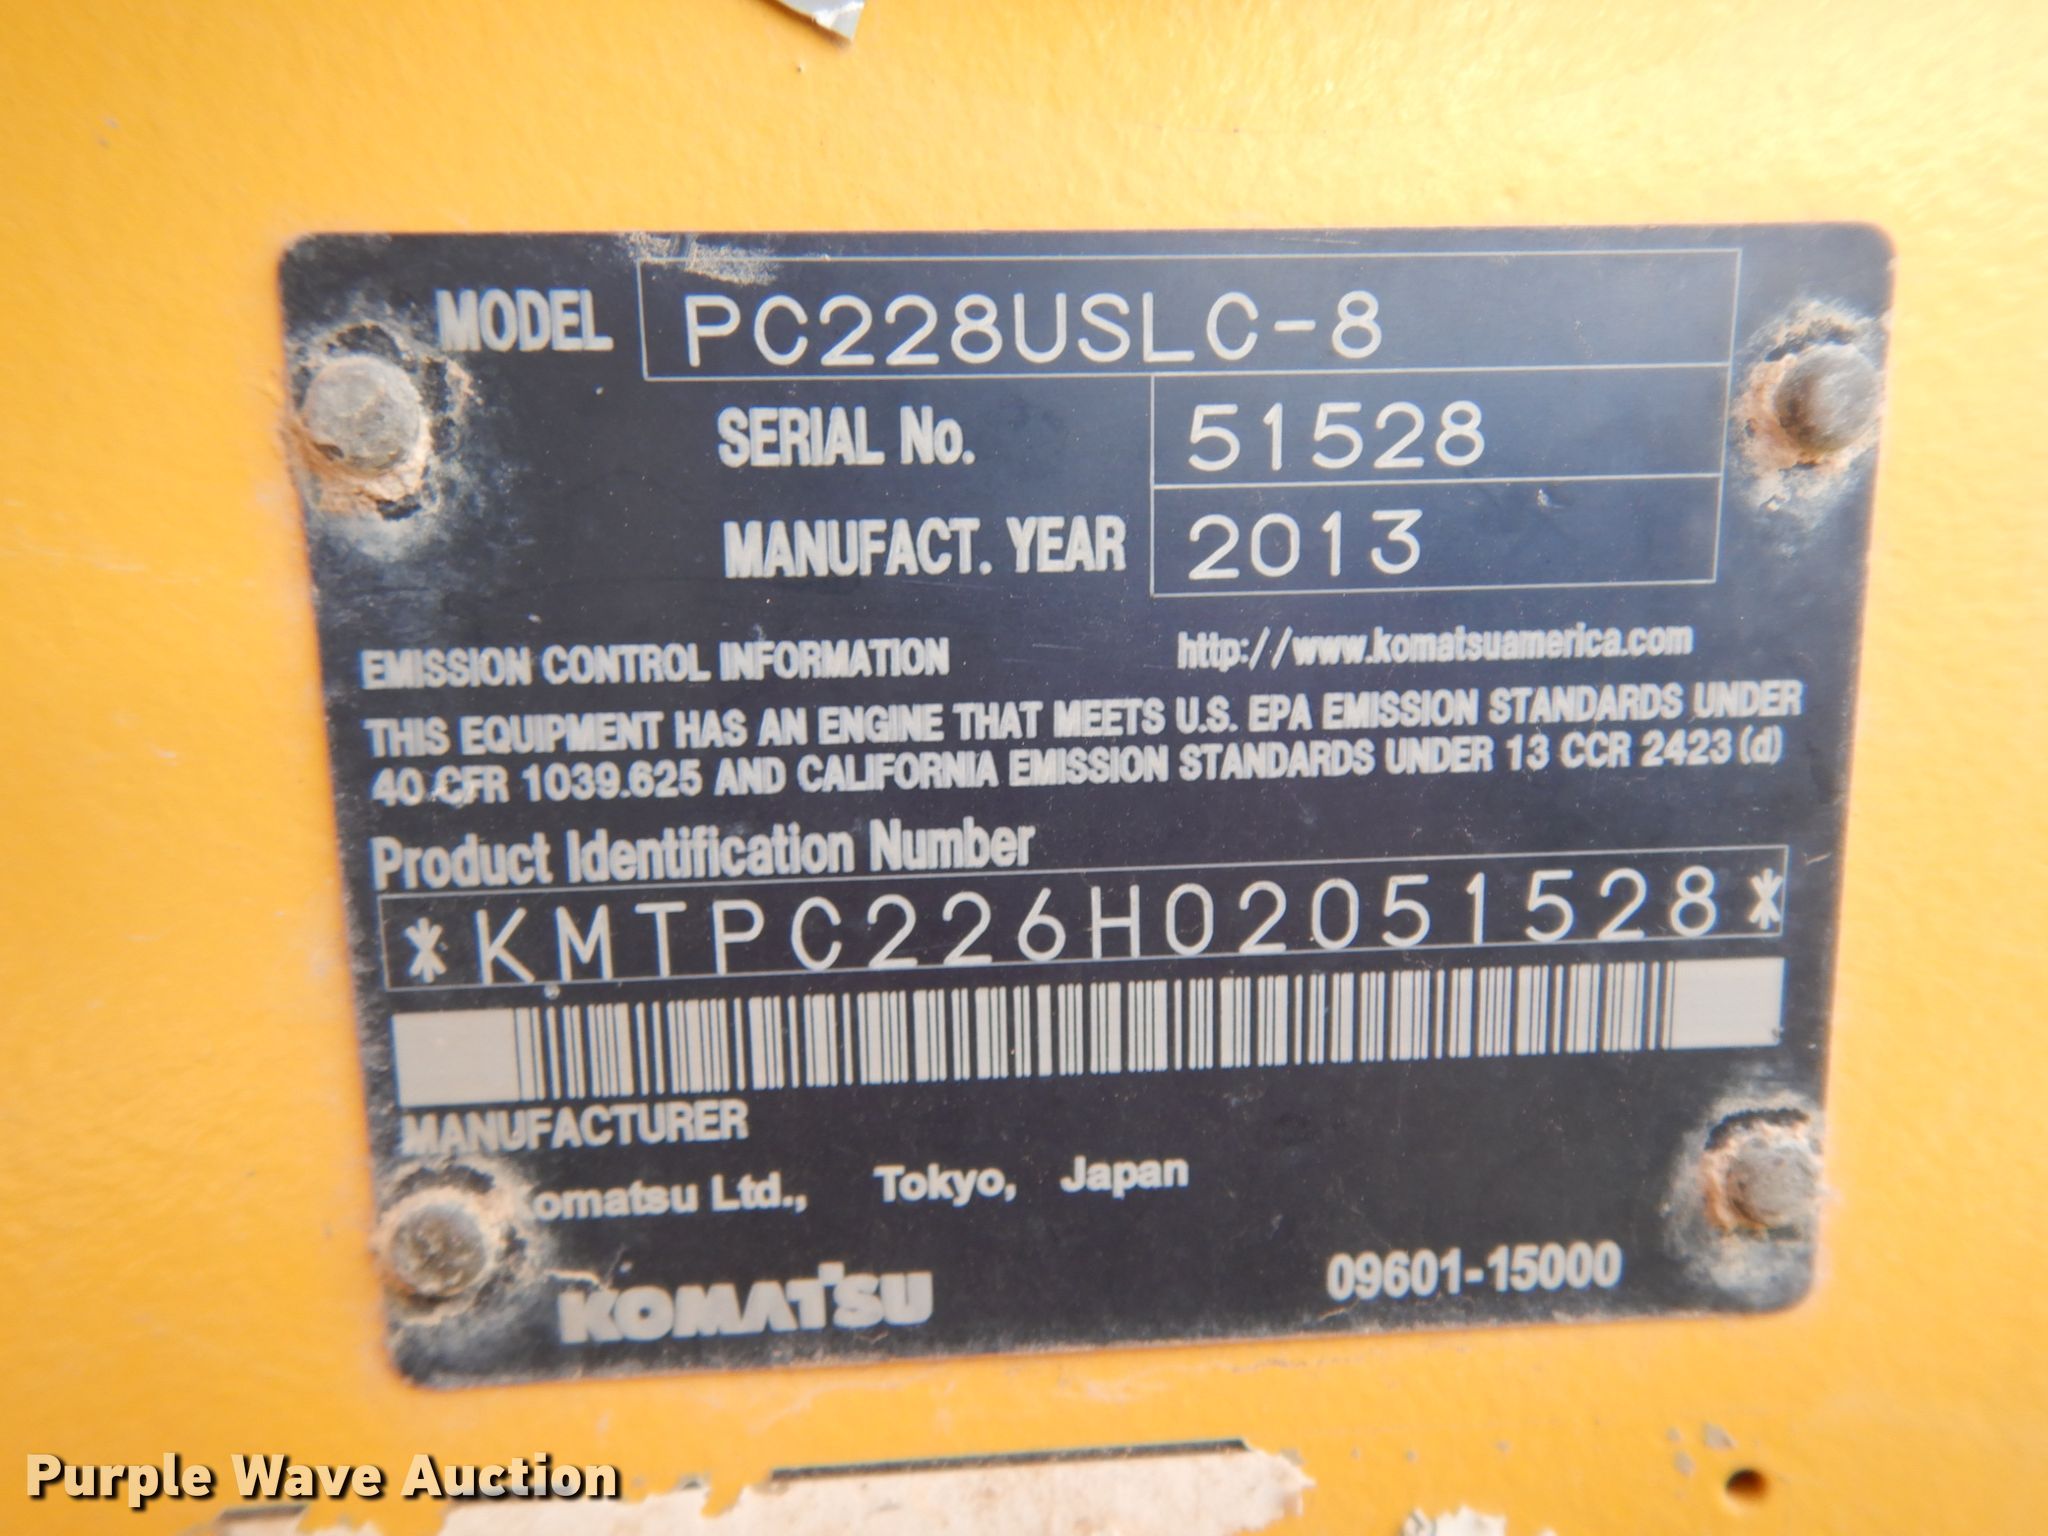 MODEL PC228USLC-8
SERIAL No. 51528
MANUFACT. YEAR 2013
EMISSION CONTROL INFORMATION http://www.komatsuamerica.com
THIS EQUIPMENT HAS AN ENGINE THAT MEETS U.S. EPA EMISSION STANDARDS UNDER
40 CFR 1039.625 AND CALIFORNIA EMISSION STANDARDS UNDER 13 CCR 2423(d)
Product Identification Number
*KMTPC226H02051528*
MANUFACTURER
Komatsu Ltd., Tokyo, Japan
KOMATSU 09601-15000
Purple Wave Auction